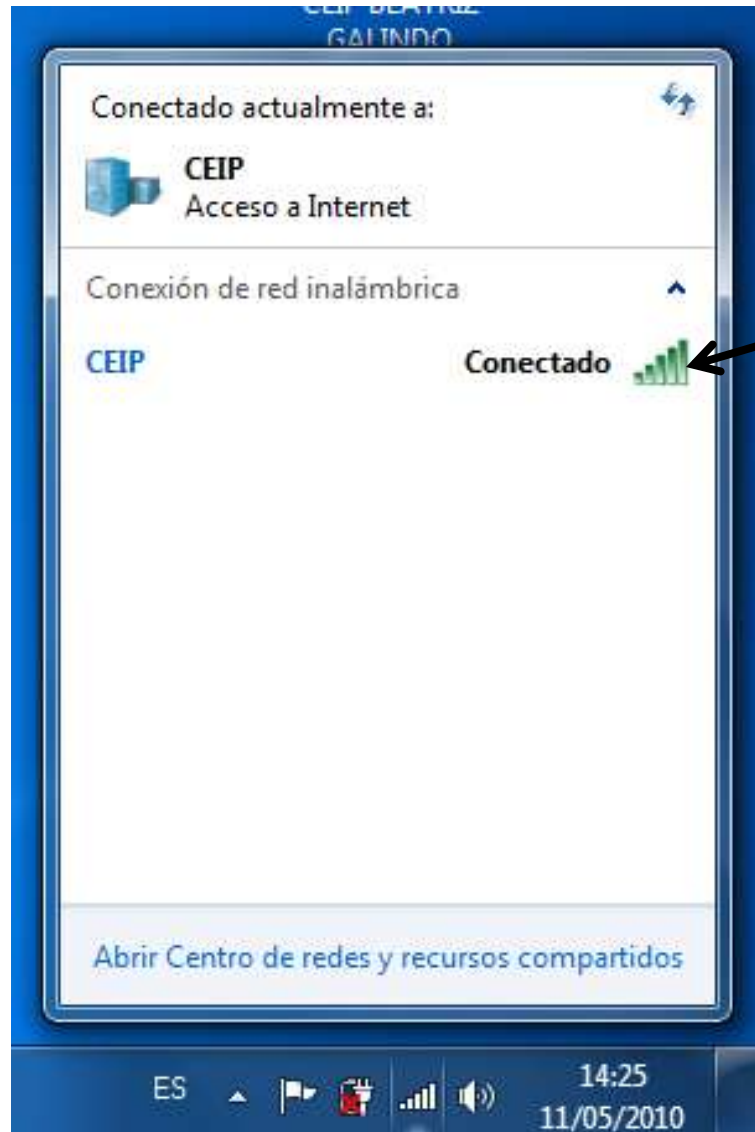 GALINDO
Conectado actualmente a:
CEIP
Acceso a Internet
Conexión de red inalámbrica
CEIP Conectado
Abrir Centro de redes y recursos compartidos
ES
14:25
11/05/2010